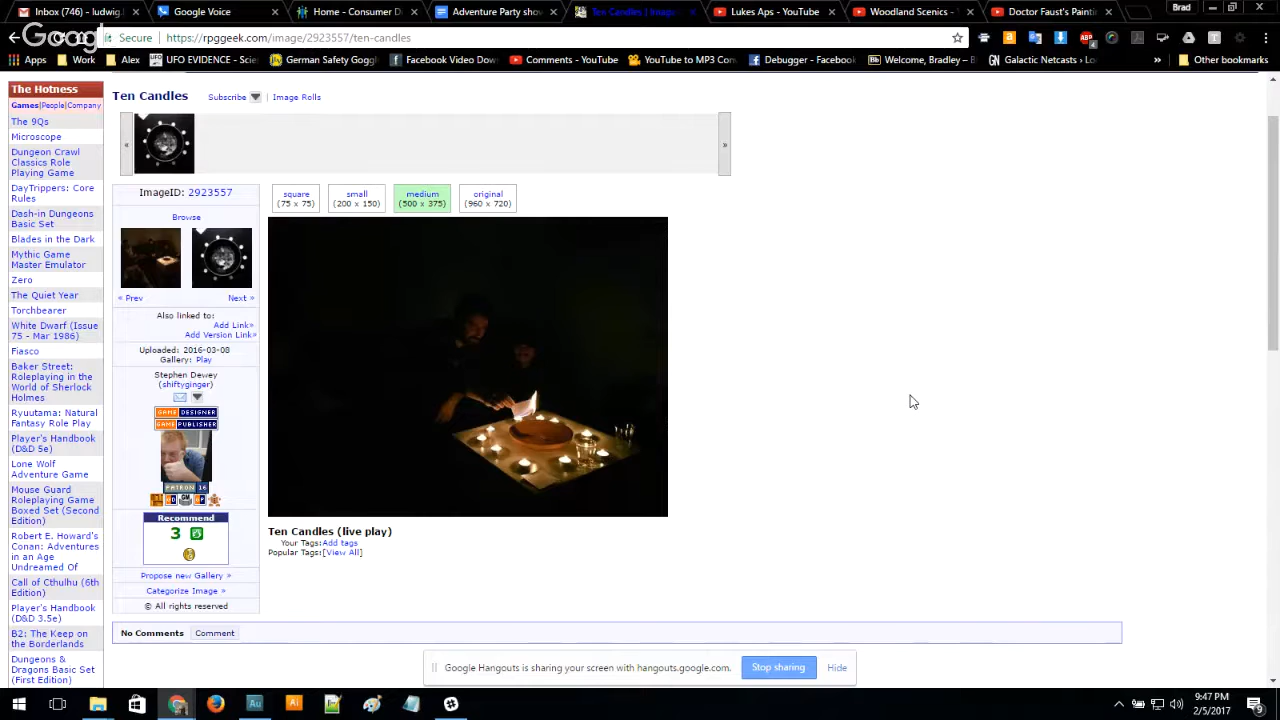 Inbox (746) - ludwig.l
Google Voice
Home - Consumer D
Adventure Party show
Ten Candles | Image
Lukes Aps - YouTube
Woodland Scenics -
Doctor Faust's Paintin
Brad
Secure
https://rpggeek.com/image/2923557/ten-candles
Apps
Work
Alex
UFO EVIDENCE - Scie
German Safety Goggl
Facebook Video Dow
Comments - YouTube
YouTube to MP3 Con
Debugger - Facebook
Welcome, Bradley -
Galactic Netcasts › Lo
»
Other bookmarks
The Hotness
Games|People|Company
The 9Qs
Microscope
Dungeon Crawl
Classics Role
Playing Game
DayTrippers: Core
Rules
Dash-in Dungeons
Basic Set
Blades in the Dark
Mythic Game
Master Emulator
Zero
The Quiet Year
Torchbearer
White Dwarf (Issue
75 - Mar 1986)
Fiasco
Baker Street:
Roleplaying in the
World of Sherlock
Holmes
Ryuutama: Natural
Fantasy Role Play
Player's Handbook
(D&D 5e)
Lone Wolf
Adventure Game
Mouse Guard
Roleplaying Game
Boxed Set (Second
Edition)
Robert E. Howard's
Conan: Adventures
in an Age
Undreamed Of
Call of Cthulhu (6th
Edition)
Player's Handbook
(D&D 3.5e)
B2: The Keep on
the Borderlands
Dungeons &
Dragons Basic Set
(First Edition)
Ten Candles
Subscribe
| Image Rolls
«
»
ImageID: 2923557
Browse
« Prev
Next »
Also linked to:
Add Link»
Add Version Link»
Uploaded: 2016-03-08
Gallery: Play
Stephen Dewey
(shiftyginger)
GAME DESIGNER
GAME PUBLISHER
PATRON 16
Recommend
3
Propose new Gallery »
Categorize Image »
© All rights reserved
square
(75 x 75)
small
(200 x 150)
medium
(500 x 375)
original
(960 x 720)
Ten Candles (live play)
Your Tags: Add tags
Popular Tags: [View All]
No Comments
Comment
Google Hangouts is sharing your screen with hangouts.google.com.
Stop sharing
Hide
9:47 PM
2/5/2017